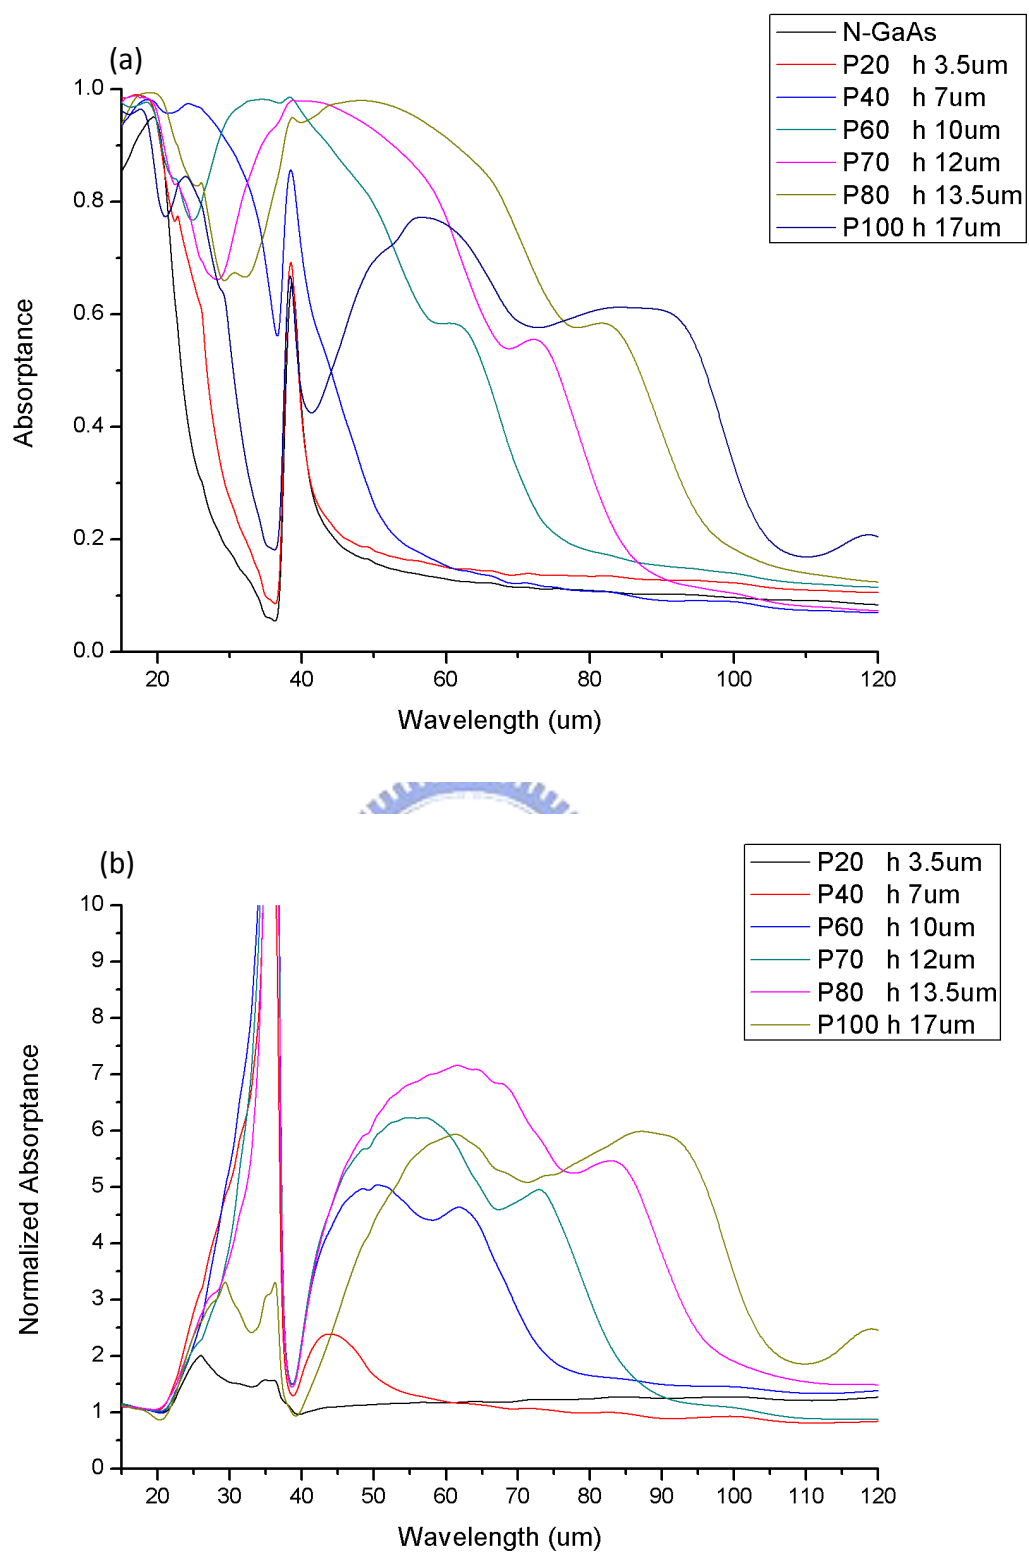 (a)
N-GaAs
P20 h 3.5um
P40 h 7um
P60 h 10um
P70 h 12um
P80 h 13.5um
P100 h 17um
1.0
0.8
0.6
0.4
0.2
0.0
Absorptance
20 40 60 80 100 120
Wavelength (um)
(b)
P20 h 3.5um
P40 h 7um
P60 h 10um
P70 h 12um
P80 h 13.5um
P100 h 17um
10
9
8
7
6
5
4
3
2
1
0
Normalized Absorptance
20 30 40 50 60 70 80 90 100 110 120
Wavelength (um)